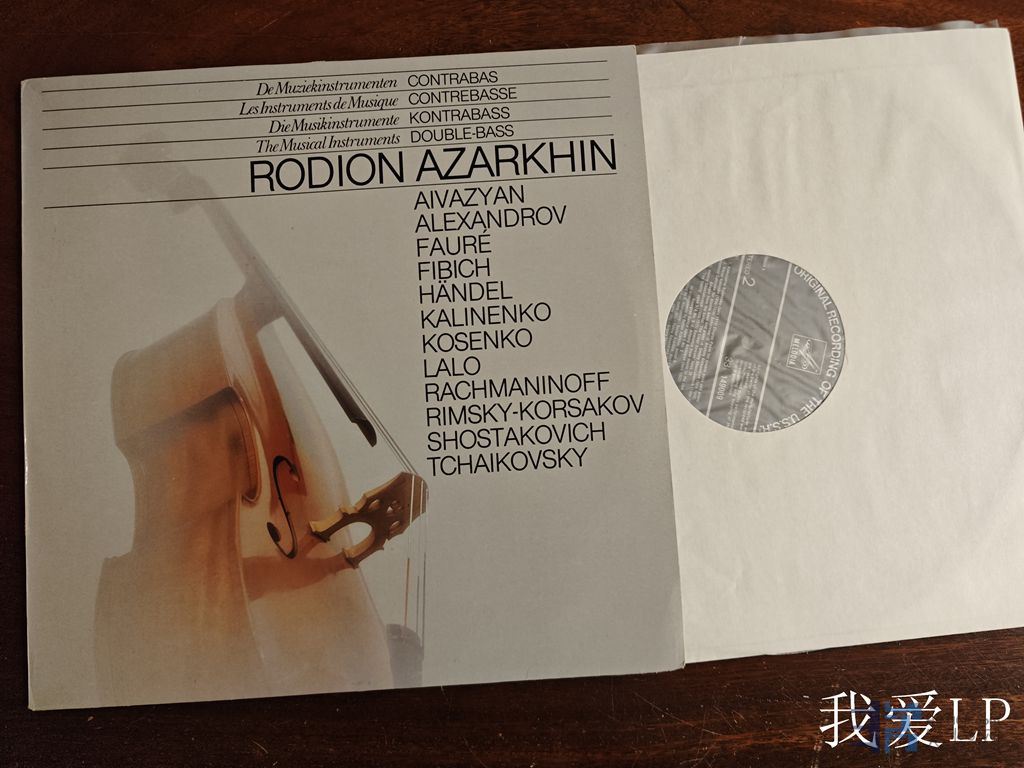 De Muziekinstrumenten CONTRABAS
Les Instruments de Musique CONTREBASSE
Die Musikinstrumente KONTRABASS
The Musical Instruments DOUBLE-BASS
RODION AZARKHIN
AIVAZYAN
ALEXANDROV
FAURÉ
FIBICH
HÄNDEL
KALINENKO
KOSENKO
LALO
RACHMANINOFF
RIMSKY-KORSAKOV
SHOSTAKOVICH
TCHAIKOVSKY
2
ORIGINAL RECORDING OF THE U.S.S.R.
我爱LP